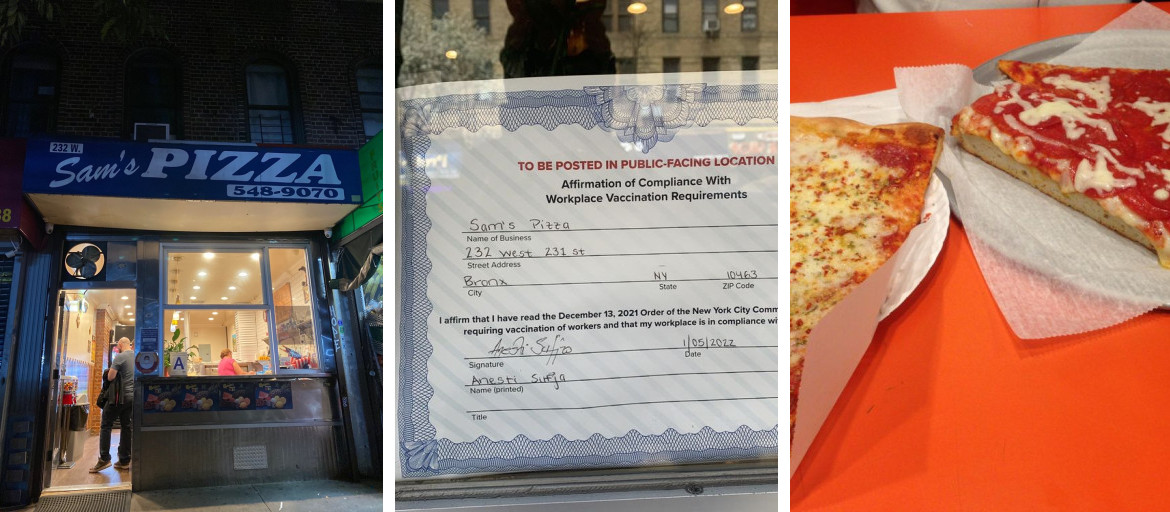 232 W.
Sam's PIZZA
548-9070
A
TO BE POSTED IN PUBLIC-FACING LOCATION
Affirmation of Compliance With
Workplace Vaccination Requirements
Sam's Pizza
Name of Business
232 West 231 st
Street Address
Bronx NY 10463
City State ZIP Code
I affirm that I have read the December 13, 2021 Order of the New York City
requiring vaccination of workers and that my workplace is in compliance
1/05/2022
Signature Date
Anesti Sufja
Name (printed)
Title